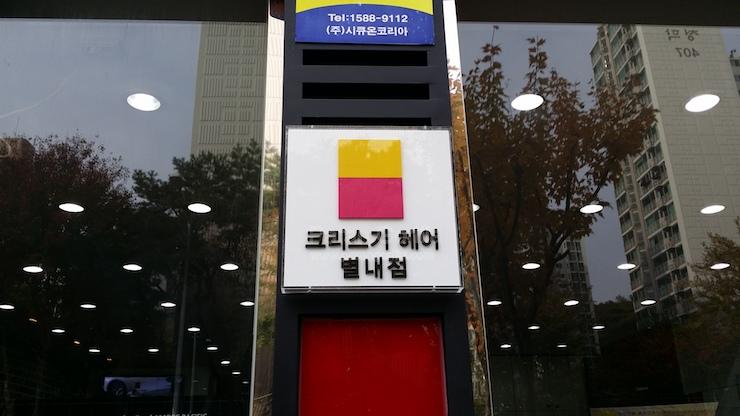 Tel:1588-9112
(주)시큐온코리아
크리스기 헤어
별내점
407